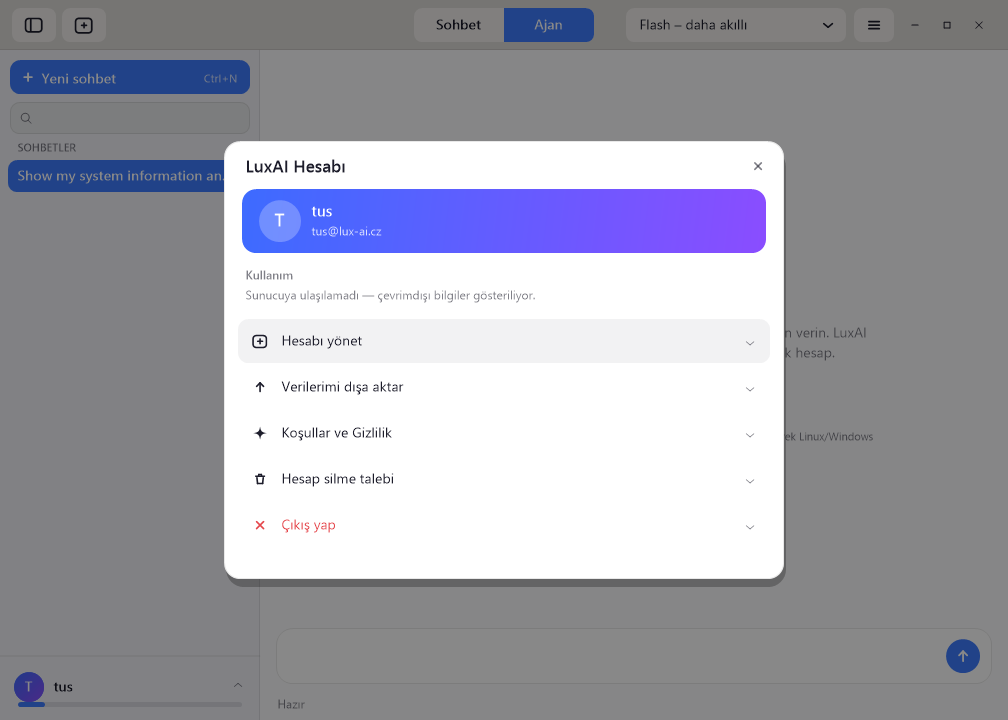 Sohbet
Ajan
Flash – daha akıllı
Yeni sohbet
Ctrl+N
SOHBETLER
Show my system information an.
LuxAI Hesabı
T
tus
tus@lux-ai.cz
Kullanım
Sunucuya ulaşılamadı — çevrimdışı bilgiler gösteriliyor.
Hesabı yönet
Verilerimi dışa aktar
Koşullar ve Gizlilik
Hesap silme talebi
Çıkış yap
n verin. LuxAI
k hesap.
ek Linux/Windows
T
tus
Hazır